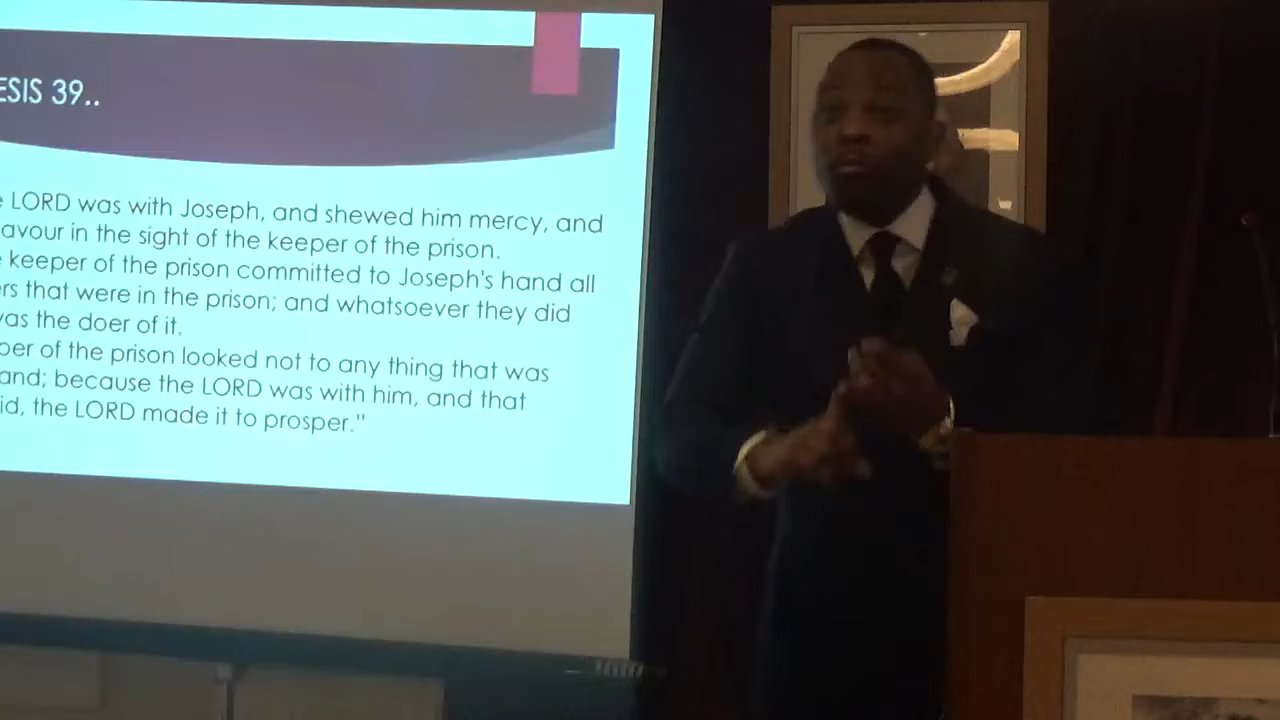 ESIS 39..
LORD was with Joseph, and shewed him mercy, and
avour in the sight of the keeper of the prison.
keeper of the prison committed to Joseph's hand all
rs that were in the prison; and whatsoever they did
was the doer of it.
per of the prison looked not to any thing that was
and; because the LORD was with him, and that
id, the LORD made it to prosper."